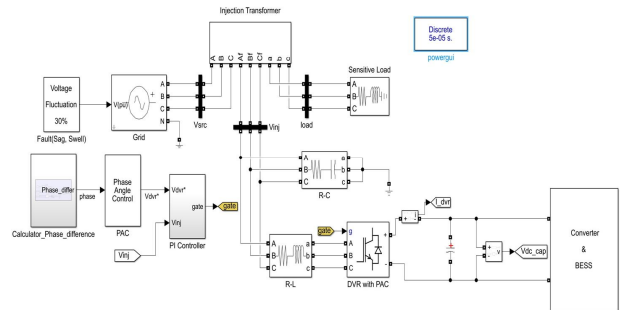 Injection Transformer
Discrete
5e-05 s.
powergui
A B C Af Bf Cf a b c
Sensitive Load
Voltage
Fluctuation
30%
Fault(Sag, Swell)
V(pu)
A
B
C
N
Grid
Vsrc
load
A
B
C
Vinj
A
B
C
a
b
c
R-C
Phase_differ
phase
Calculator_Phase_difference
Phase
Angle
Control
Vdvr*
PAC
Vdvr*
Vinj
PI Controller
gate
gate
Vinj
A
B
C
a
b
c
R-L
g
A
B
C
+
-
DVR with PAC
+
-
i
I_dvr
+
-
v
Vdc_cap
Converter
&
BESS